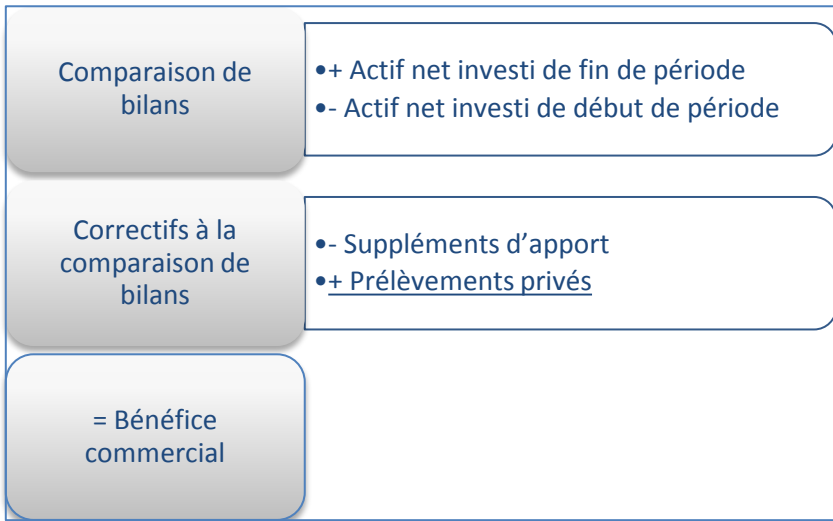 Comparaison de
bilans
•+ Actif net investi de fin de période
•- Actif net investi de début de période
Correctifs à la
comparaison de
bilans
•- Suppléments d'apport
•+ Prélèvements privés
= Bénéfice
commercial